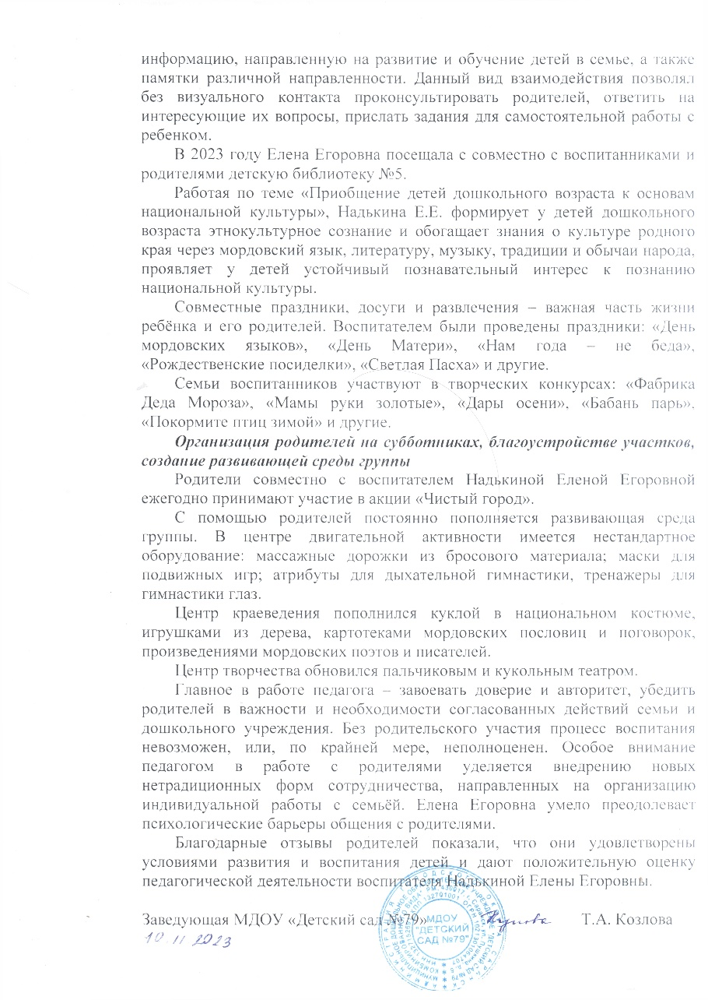 информацию, направленную на развитие и обучение детей в семье, а также
памятки различной направленности. Данный вид взаимодействия позволял
без визуального контакта проконсультировать родителей, ответить на
интересующие их вопросы, прислать задания для самостоятельной работы с
ребенком.
В 2023 году Елена Егоровна посещала с совместно с воспитанниками и
родителями детскую библиотеку №5.
Работая по теме «Приобщение детей дошкольного возраста к основам
национальной культуры», Надькина Е.Е. формирует у детей дошкольного
возраста этнокультурное сознание и обогащает знания о культуре родного
края через мордовский язык, литературу, музыку, традиции и обычаи народа,
проявляет у детей устойчивый познавательный интерес к познанию
национальной культуры.
Совместные праздники, досуги и развлечения – важная часть жизни
ребёнка и его родителей. Воспитателем были проведены праздники: «День
мордовских языков», «День Матери», «Нам года – не беда»,
«Рождественские посиделки», «Светлая Пасха» и другие.
Семьи воспитанников участвуют в творческих конкурсах: «Фабрика
Деда Мороза», «Мамы руки золотые», «Дары осени», «Бабань парь»,
«Покормите птиц зимой» и другие.
Организация родителей на субботниках, благоустройстве участков,
создание развивающей среды группы
Родители совместно с воспитателем Надькиной Еленой Егоровной
ежегодно принимают участие в акции «Чистый город».
С помощью родителей постоянно пополняется развивающая среда
группы. В центре двигательной активности имеется нестандартное
оборудование: массажные дорожки из бросового материала; маски для
подвижных игр; атрибуты для дыхательной гимнастики, тренажеры для
гимнастики глаз.
Центр краеведения пополнился куклой в национальном костюме,
игрушками из дерева, картотеками мордовских пословиц и поговорок,
произведениями мордовских поэтов и писателей.
Центр творчества обновился пальчиковым и кукольным театром.
Главное в работе педагога – завоевать доверие и авторитет, убедить
родителей в важности и необходимости согласованных действий семьи и
дошкольного учреждения. Без родительского участия процесс воспитания
невозможен, или, по крайней мере, неполноценен. Особое внимание
педагогом в работе с родителями уделяется внедрению новых
нетрадиционных форм сотрудничества, направленных на организацию
индивидуальной работы с семьёй. Елена Егоровна умело преодолевает
психологические барьеры общения с родителями.
Благодарные отзывы родителей показали, что они удовлетворены
условиями развития и воспитания детей и дают положительную оценку
педагогической деятельности воспитателя Надькиной Елены Егоровны.
Заведующая МДОУ «Детский сад №79» Т.А. Козлова
10.11.2023
МДОУ
"ДЕТСКИЙ
САД №79"